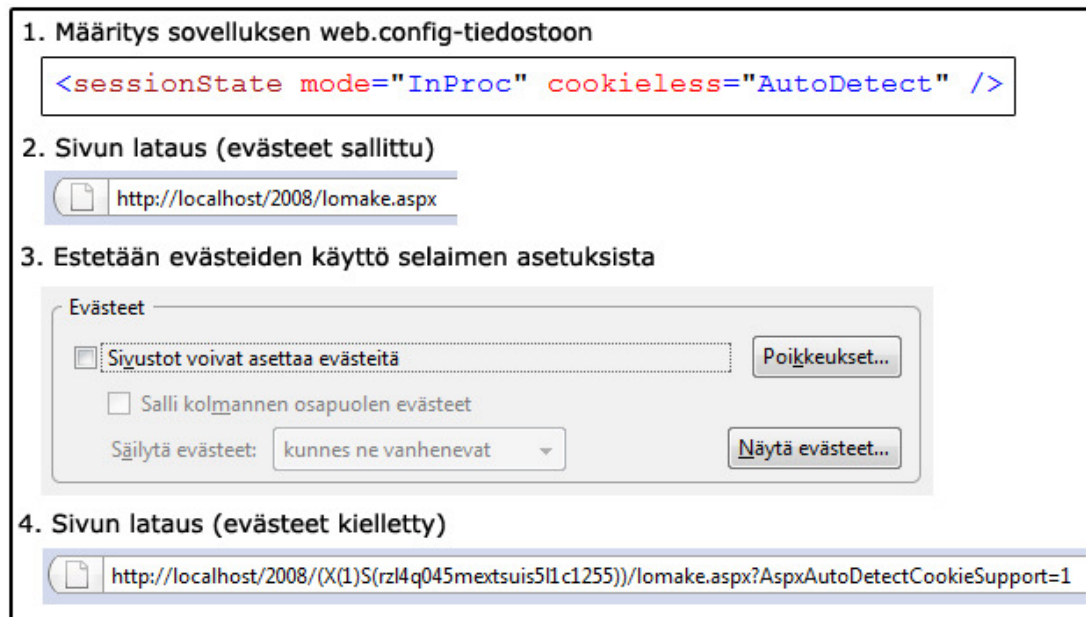 1. Määritys sovelluksen web.config-tiedostoon
<sessionState mode="InProc" cookieless="AutoDetect" />
2. Sivun lataus (evästeet sallittu)
http://localhost/2008/lomake.aspx
3. Estetään evästeiden käyttö selaimen asetuksista
Evästeet
Sivustot voivat asettaa evästeitä
Poikkeukset...
Salli kolmannen osapuolen evästeet
Säilytä evästeet: kunnes ne vanhenevat
Näytä evästeet...
4. Sivun lataus (evästeet kielletty)
http://localhost/2008/(X(1)S(rzl4q045mextsuis5l1c1255))/lomake.aspx?AspxAutoDetectCookieSupport=1